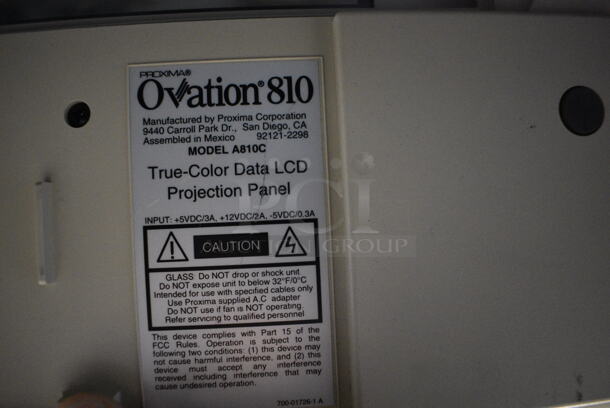 PROXIMA®
Ovation® 810
Manufactured by Proxima Corporation
9440 Carroll Park Dr., San Diego, CA
Assembled in Mexico 92121-2298
MODEL A810C
True-Color Data LCD
Projection Panel
INPUT: +5VDC/3A, +12VDC/2A, -5VDC/0.3A
CAUTION
GLASS Do NOT drop or shock unit
Do NOT expose unit to below 32°F/0°C
Intended for use with specified cables only
Use Proxima supplied A.C adapter
Do NOT use if fan is NOT operating.
Refer servicing to qualified personnel
This device complies with Part 15 of the
FCC Rules. Operation is subject to the
following two conditions: (1) this device may
not cause harmful interference, and (2) this
device must accept any interference
received including interference that may
cause undesired operation.
700-01726-1 A
PCI
AUCTION GROUP